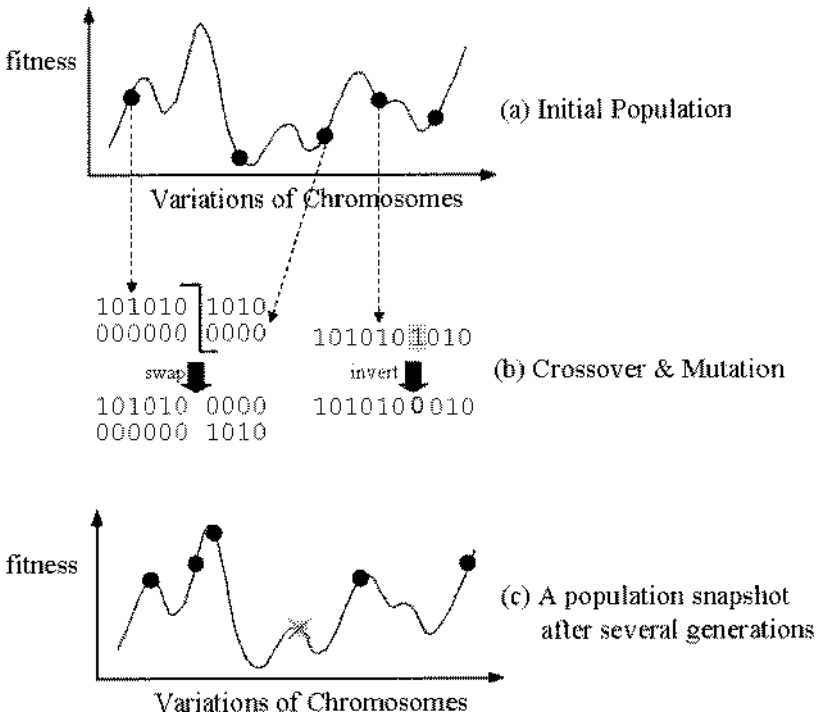 fitness
(a) Initial Population
Variations of Chromosomes
101010 1010
000000 0000
swap
101010 0000
000000 1010
1010101010
invert
1010100010
(b) Crossover & Mutation
fitness
(c) A population snapshot
after several generations
Variations of Chromosomes